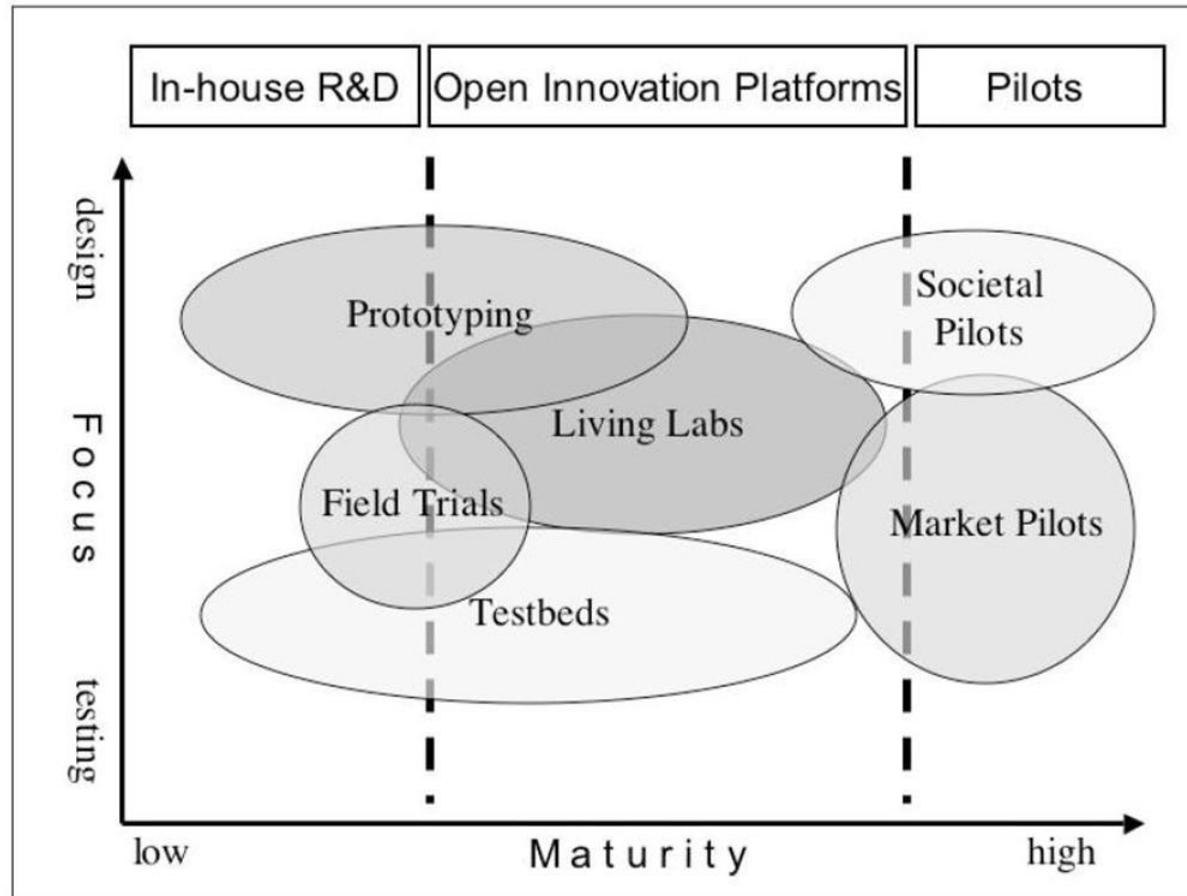 In-house R&D
Open Innovation Platforms
Pilots
design
Focus
testing
Prototyping
Societal
Pilots
Living Labs
Field Trials
Market Pilots
Testbeds
low
Maturity
high